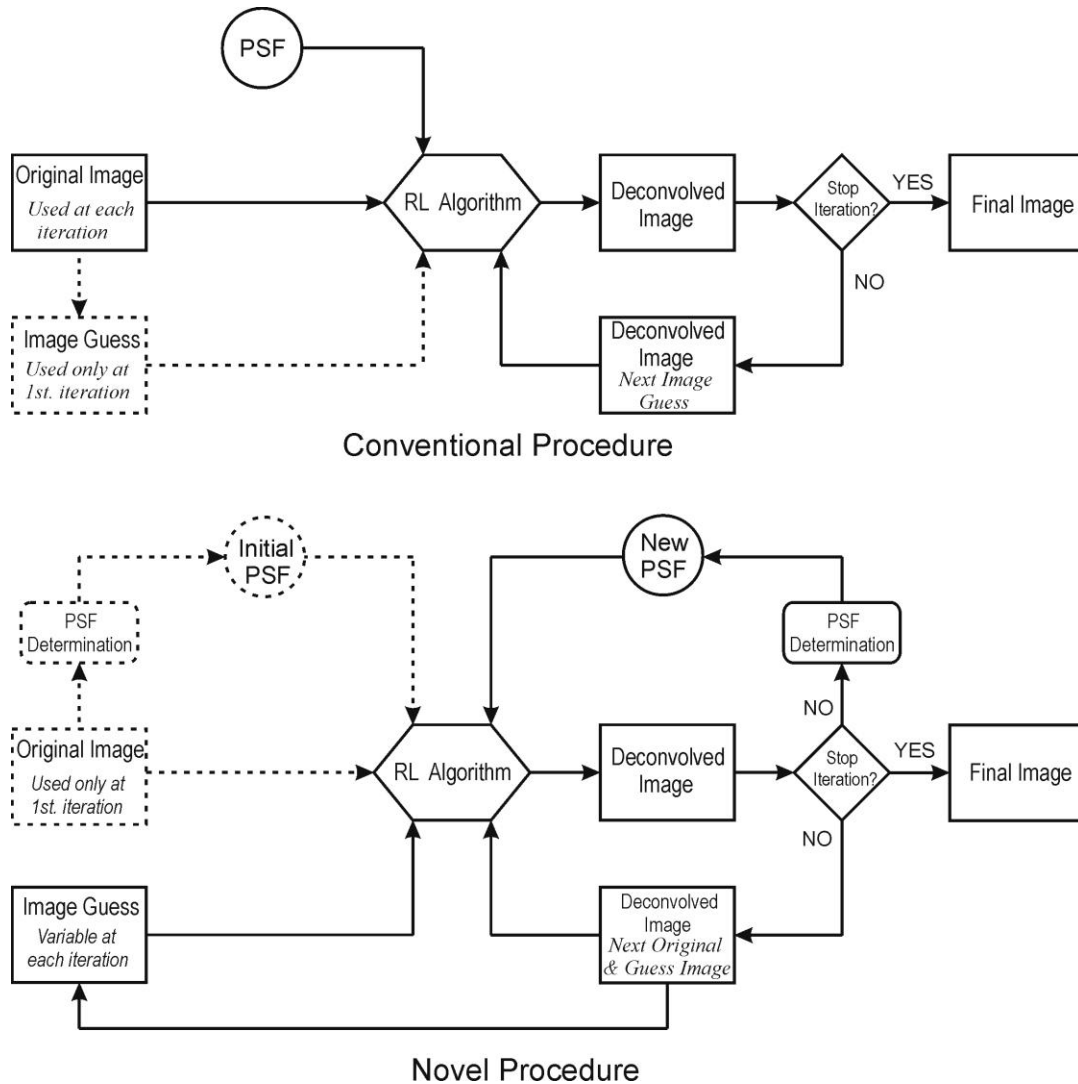 PSF
Original Image
Used at each
iteration
RL Algorithm
Deconvolved
Image
Stop
Iteration?
YES
Final Image
NO
Image Guess
Used only at
1st. iteration
Deconvolved
Image
Next Image
Guess
Conventional Procedure
Initial
PSF
New
PSF
PSF
Determination
PSF
Determination
NO
Original Image
Used only at
1st. iteration
RL Algorithm
Deconvolved
Image
Stop
Iteration?
YES
Final Image
NO
Image Guess
Variable at
each iteration
Deconvolved
Image
Next Original
& Guess Image
Novel Procedure